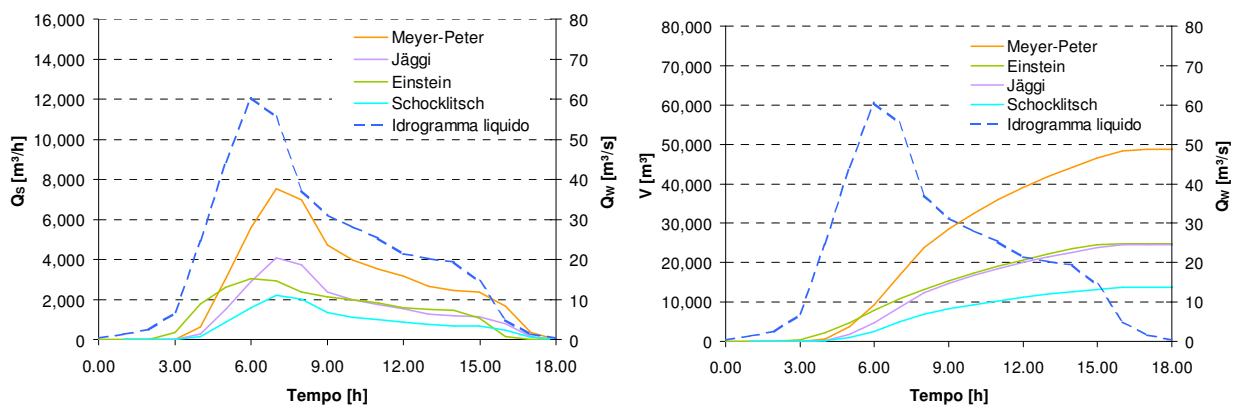 16,000
14,000
12,000
10,000
8,000
6,000
4,000
2,000
0
Qs [m³/h]
80
70
60
50
40
30
20
10
0
Qw [m³/s]
Meyer-Peter
Jäggi
Einstein
Schocklitsch
Idrogramma liquido
0.00 3.00 6.00 9.00 12.00 15.00 18.00
Tempo [h]
80,000
70,000
60,000
50,000
40,000
30,000
20,000
10,000
0
V [m³]
80
70
60
50
40
30
20
10
0
Qw [m³/s]
Meyer-Peter
Einstein
Jäggi
Schocklitsch
Idrogramma liquido
0.00 3.00 6.00 9.00 12.00 15.00 18.00
Tempo [h]